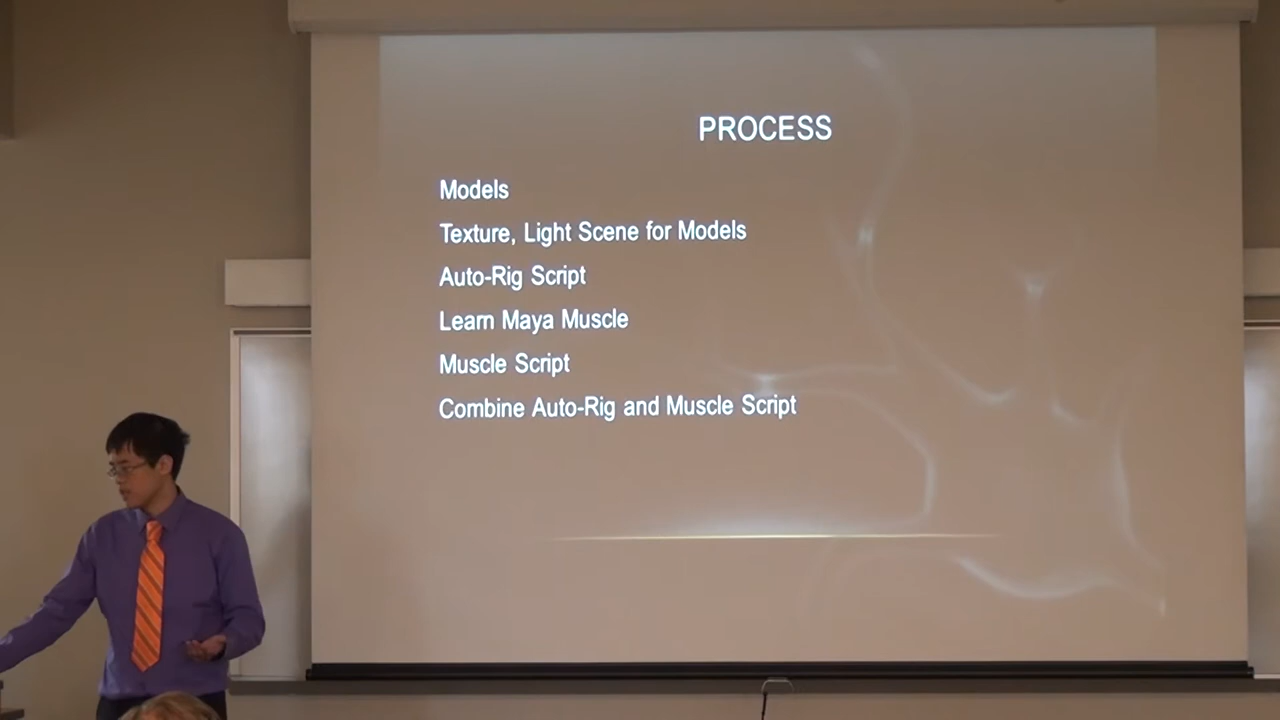 PROCESS
Models
Texture, Light Scene for Models
Auto-Rig Script
Learn Maya Muscle
Muscle Script
Combine Auto-Rig and Muscle Script